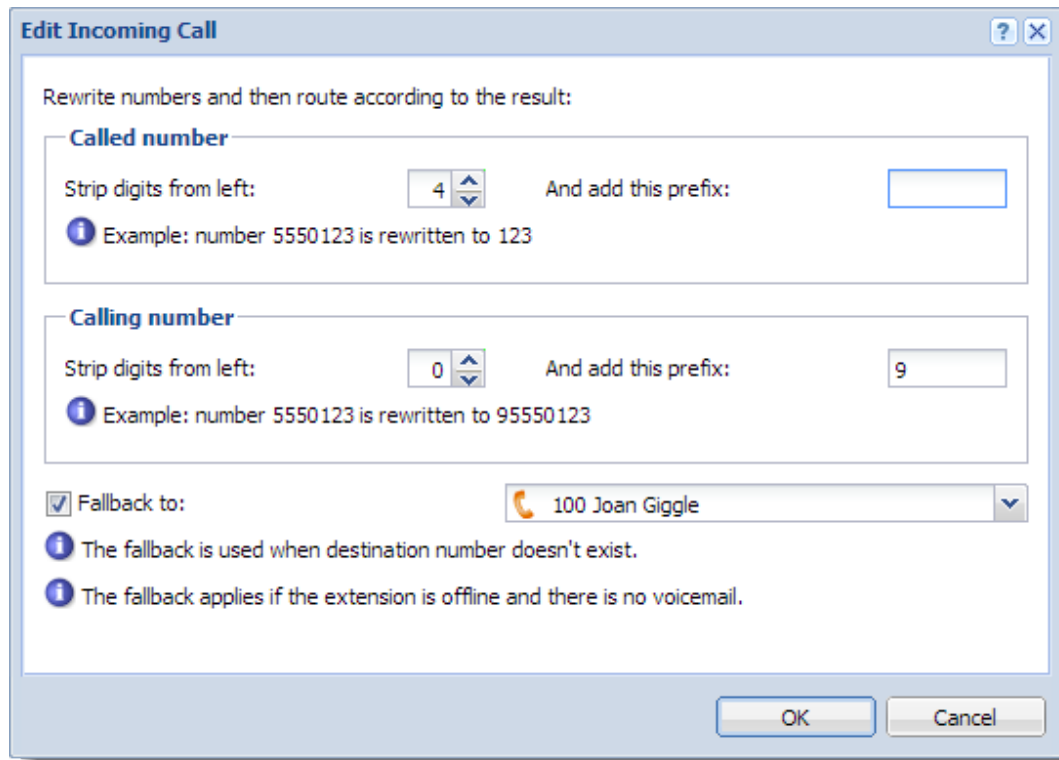 Edit Incoming Call
Rewrite numbers and then route according to the result:
Called number
Strip digits from left: 4 And add this prefix:
Example: number 5550123 is rewritten to 123
Calling number
Strip digits from left: 0 And add this prefix: 9
Example: number 5550123 is rewritten to 95550123
Fallback to: 100 Joan Giggle
The fallback is used when destination number doesn't exist.
The fallback applies if the extension is offline and there is no voicemail.
OK Cancel